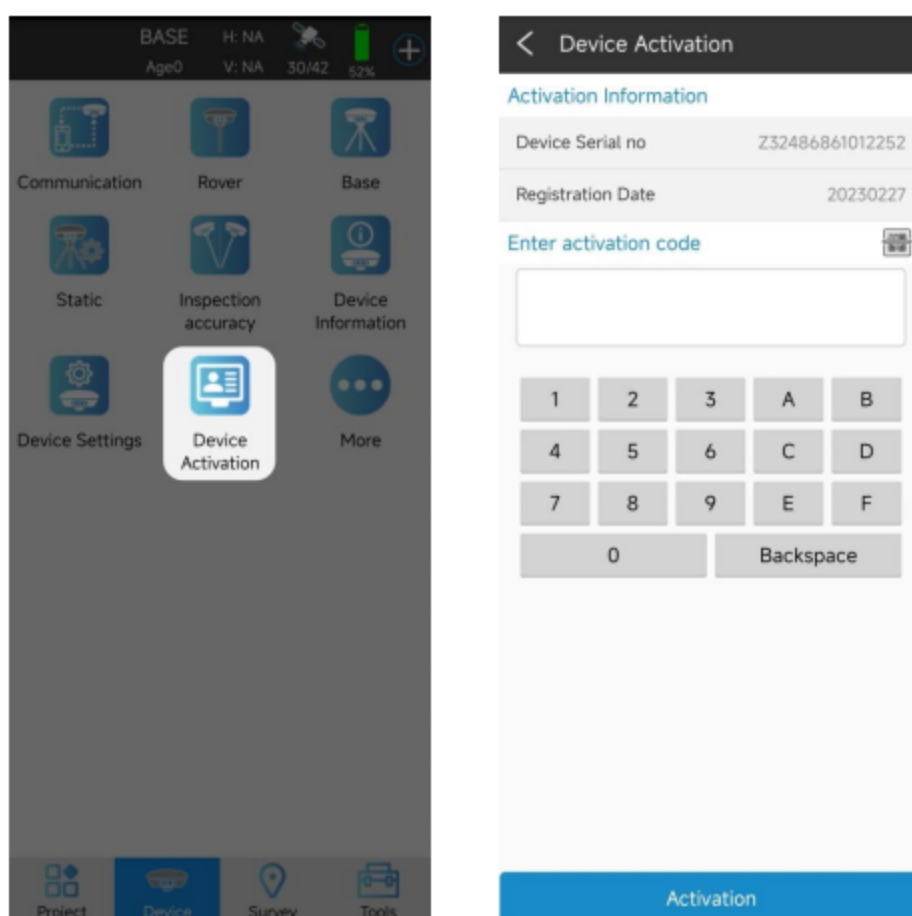 BASE H: NA
Age0 V: NA 30/42 52%
Communication Rover Base
Static Inspection accuracy Device Information
Device Settings Device Activation More
Project Device Survey Tools
Device Activation
Activation Information
Device Serial no Z32486861012252
Registration Date 20230227
Enter activation code
1 2 3 A B
4 5 6 C D
7 8 9 E F
0 Backspace
Activation